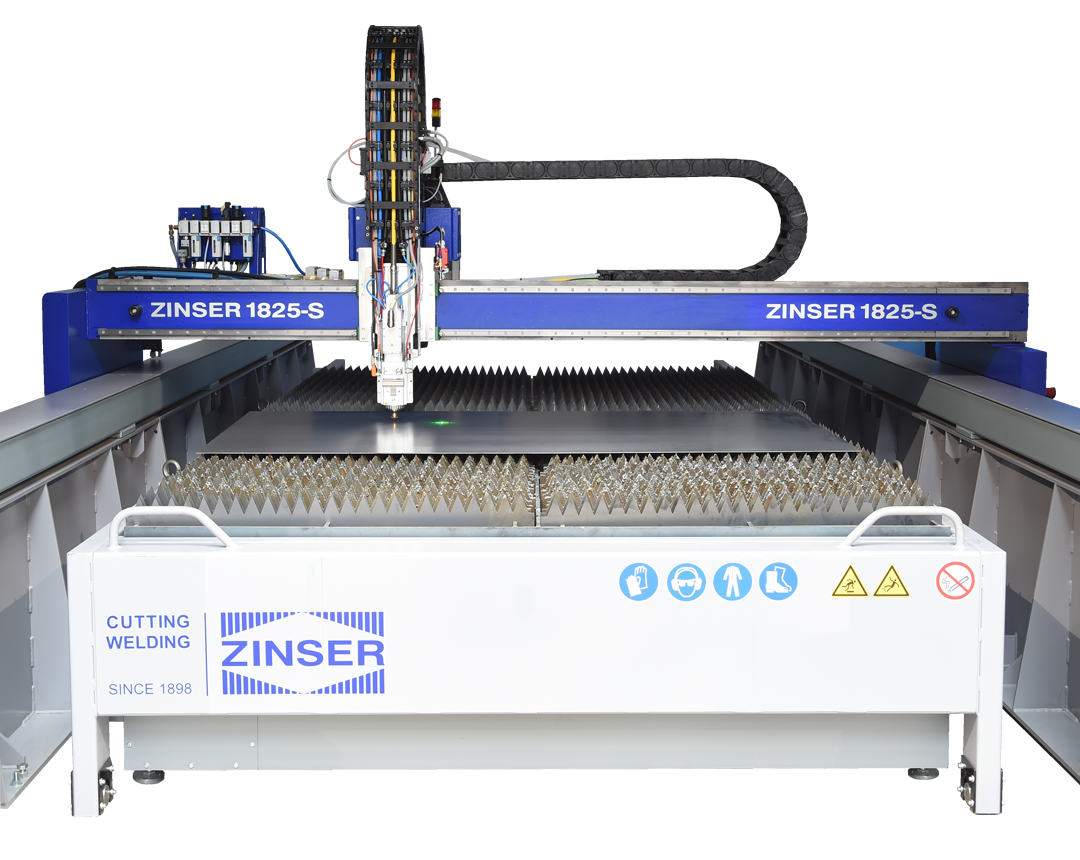 ZINSER 1825-S
ZINSER 1825-S
CUTTING
WELDING
SINCE 1898
ZINSER